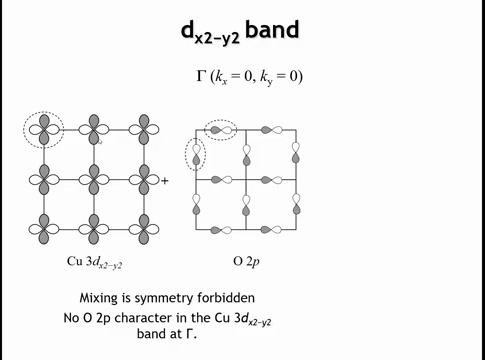 dx2−y2 band
Γ (kx = 0, ky = 0)
+
Cu 3dx2−y2
O 2p
Mixing is symmetry forbidden
No O 2p character in the Cu 3dx2−y2
band at Γ.